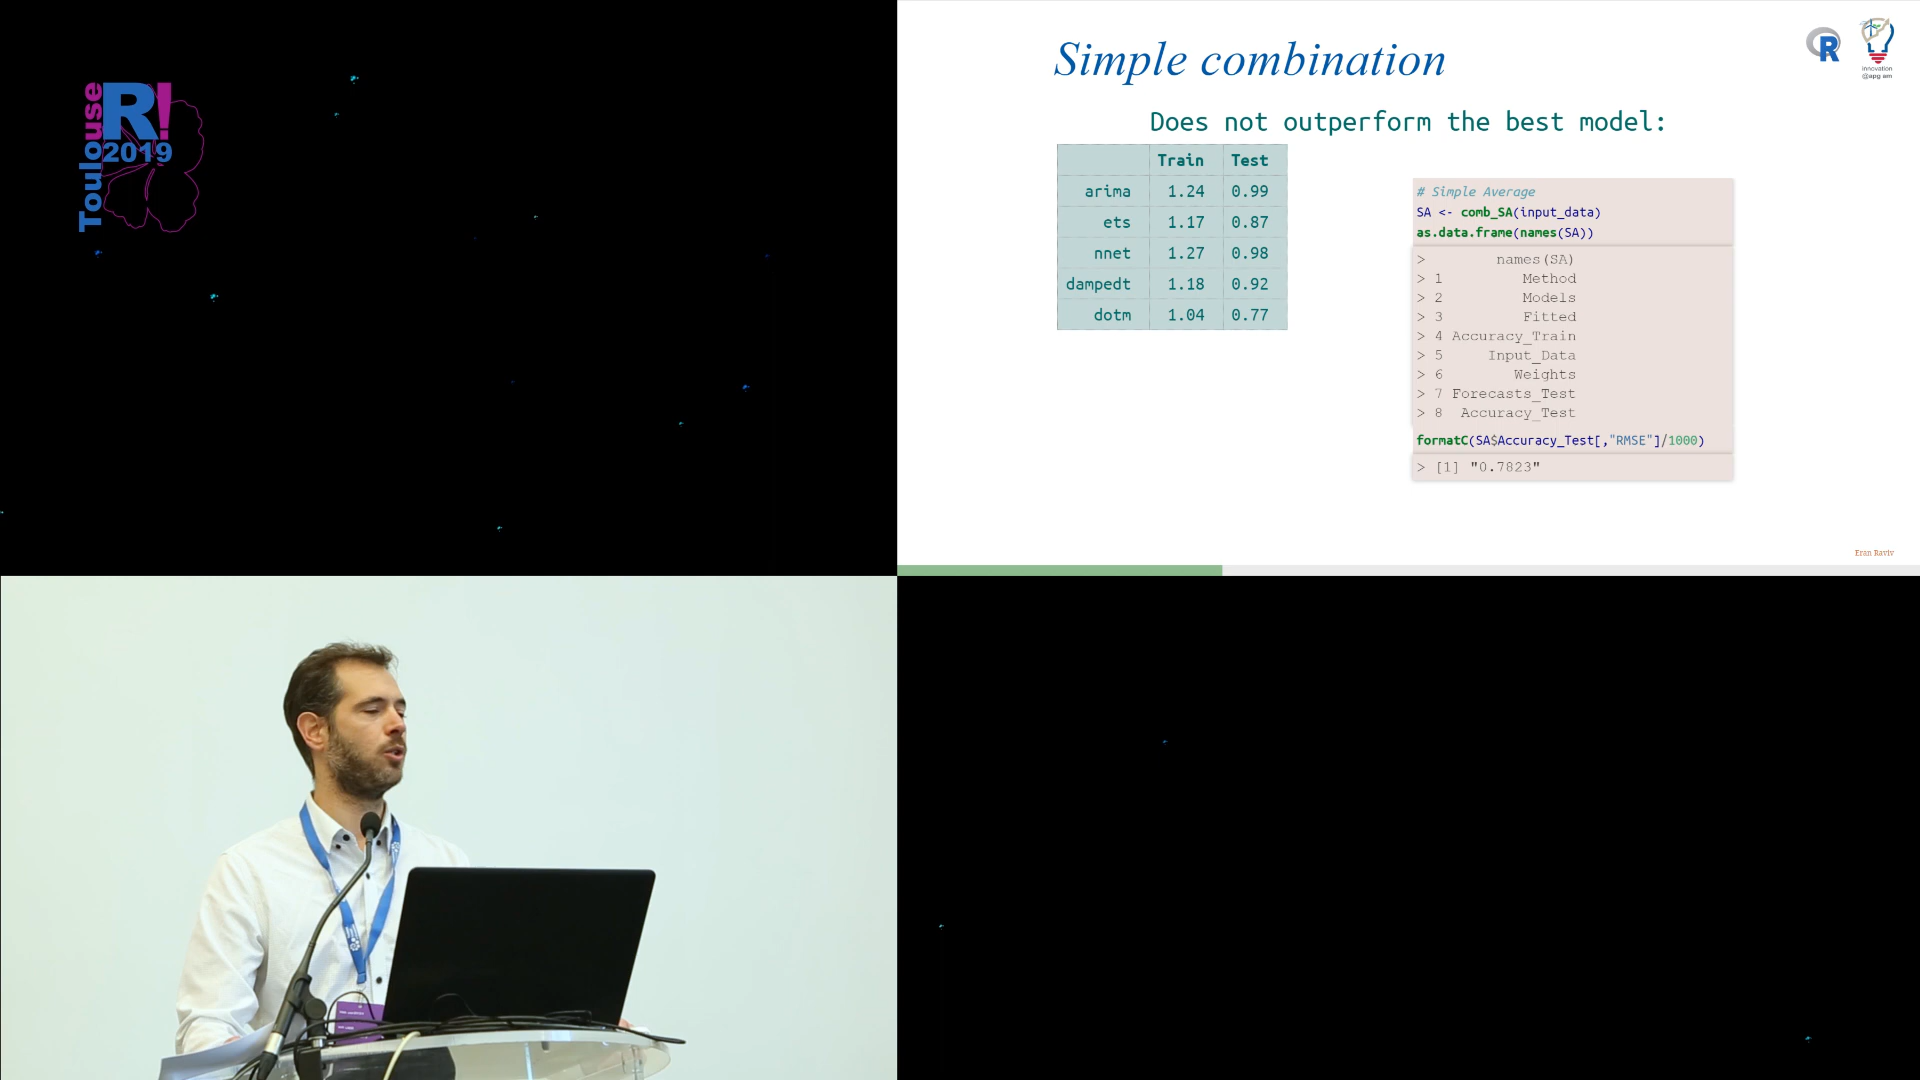 Toulouse
R!
2019
Simple combination
R
innovation
@apg am
Does not outperform the best model:
Train Test
arima 1.24 0.99
ets 1.17 0.87
nnet 1.27 0.98
dampedt 1.18 0.92
dotm 1.04 0.77
# Simple Average
SA <- comb_SA(input_data)
as.data.frame(names(SA))
> names(SA)
> 1 Method
> 2 Models
> 3 Fitted
> 4 Accuracy_Train
> 5 Input_Data
> 6 Weights
> 7 Forecasts_Test
> 8 Accuracy_Test
formatC(SA$Accuracy_Test[,"RMSE"]/1000)
> [1] "0.7823"
Eran Raviv